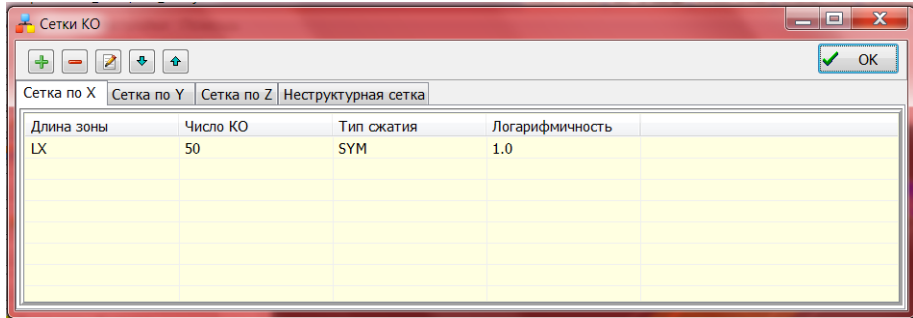 Сетки КО
OK
Сетка по X Сетка по Y Сетка по Z Неструктурная сетка
Длина зоны Число КО Тип сжатия Логарифмичность
LX 50 SYM 1.0